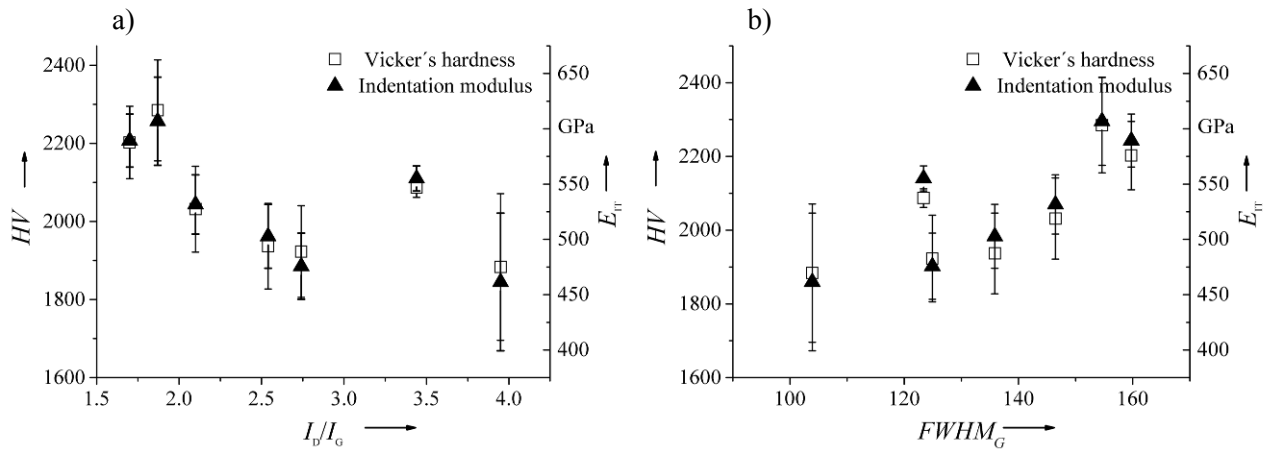 a)
Vicker´s hardness
Indentation modulus
2400
2200
2000
1800
1600
HV
650
GPa
550
500
450
400
E_IT
1.5 2.0 2.5 3.0 3.5 4.0
I_D/I_G
b)
Vicker´s hardness
Indentation modulus
2400
2200
2000
1800
1600
HV
650
GPa
550
500
450
400
E_IT
100 120 140 160
FWHM_G